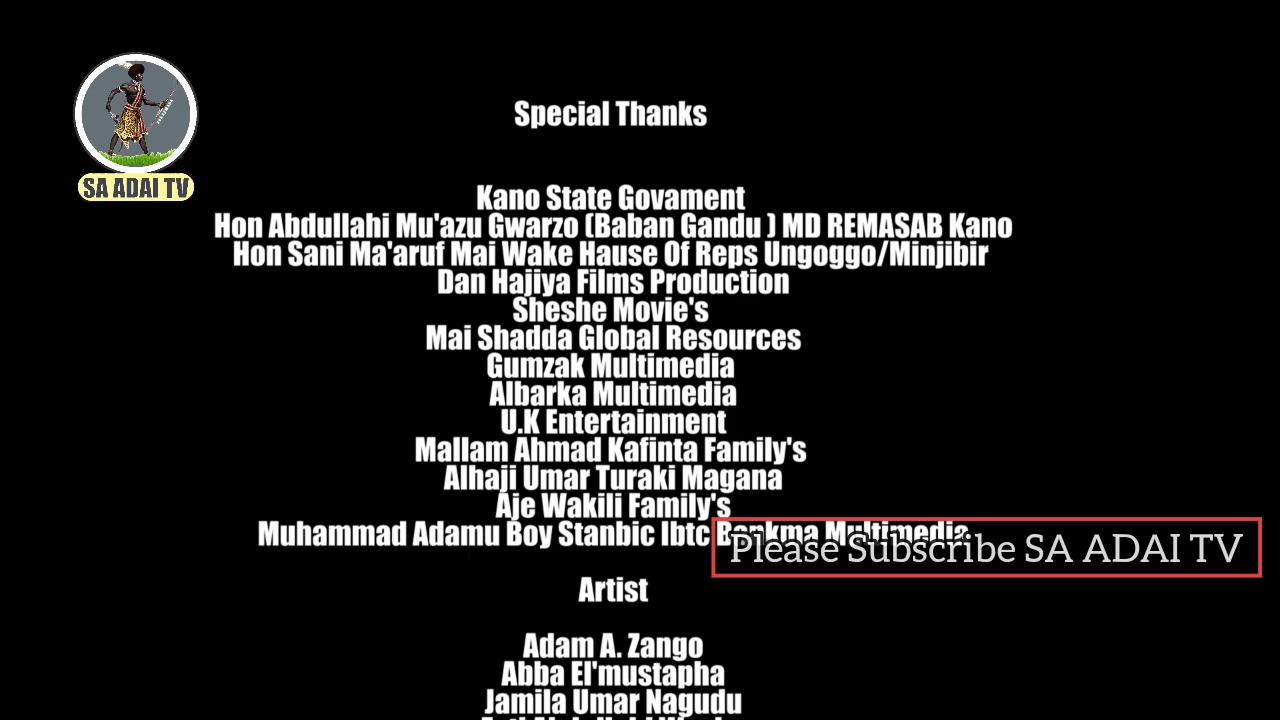 SA ADAI TV
Special Thanks
Kano State Govament
Hon Abdullahi Mu'azu Gwarzo (Baban Gandu ) MD REMASAB Kano
Hon Sani Ma'aruf Mai Wake Hause Of Reps Ungoggo/Minjibir
Dan Hajiya Films Production
Sheshe Movie's
Mai Shadda Global Resources
Gumzak Multimedia
Albarka Multimedia
U.K Entertainment
Mallam Ahmad Kafinta Family's
Alhaji Umar Turaki Magana
Aje Wakili Family's
Muhammad Adamu Boy Stanbic Ibtc Bankma Multimedia
Please Subscribe SA ADAI TV
Artist
Adam A. Zango
Abba El'mustapha
Jamila Umar Nagudu